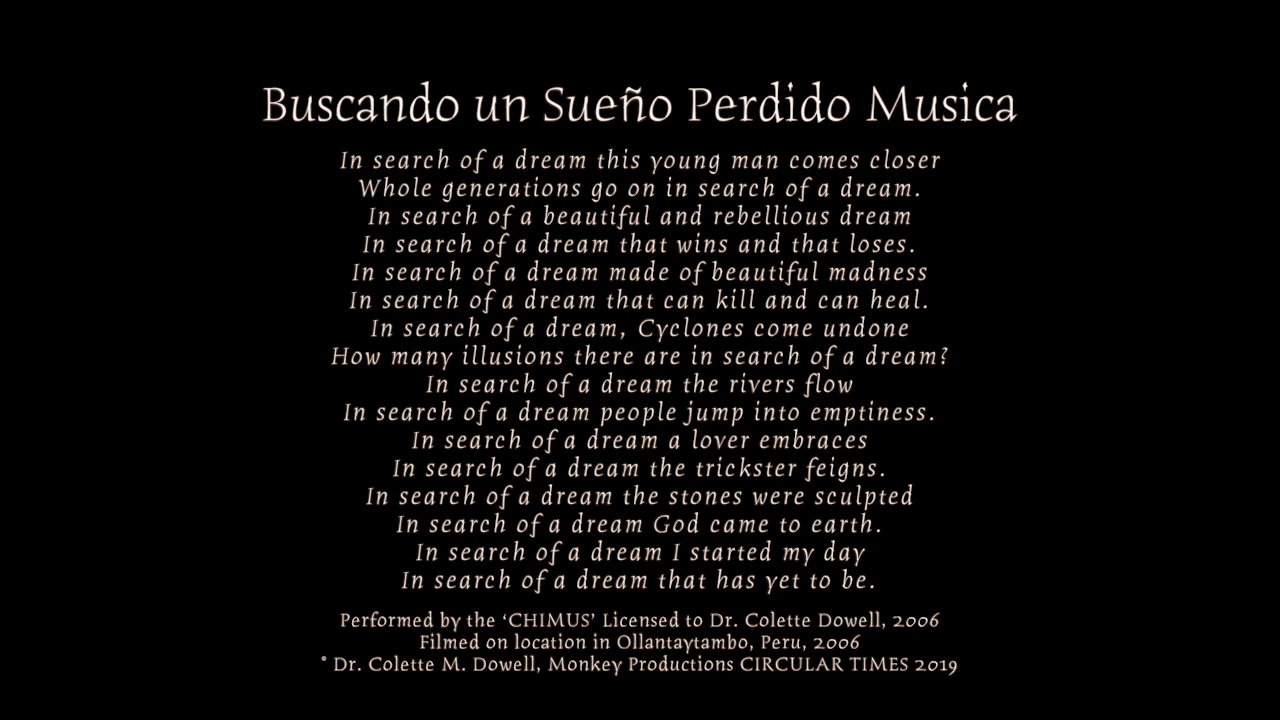 Buscando un Sueño Perdido Musica
In search of a dream this young man comes closer
Whole generations go on in search of a dream.
In search of a beautiful and rebellious dream
In search of a dream that wins and that loses.
In search of a dream made of beautiful madness
In search of a dream that can kill and can heal.
In search of a dream, Cyclones come undone
How many illusions there are in search of a dream?
In search of a dream the rivers flow
In search of a dream people jump into emptiness.
In search of a dream a lover embraces
In search of a dream the trickster feigns.
In search of a dream the stones were sculpted
In search of a dream God came to earth.
In search of a dream I started my day
In search of a dream that has yet to be.
Performed by the ‘CHIMUS’ Licensed to Dr. Colette Dowell, 2006
Filmed on location in Ollantaytambo, Peru, 2006
Dr. Colette M. Dowell, Monkey Productions CIRCULAR TIMES 2019